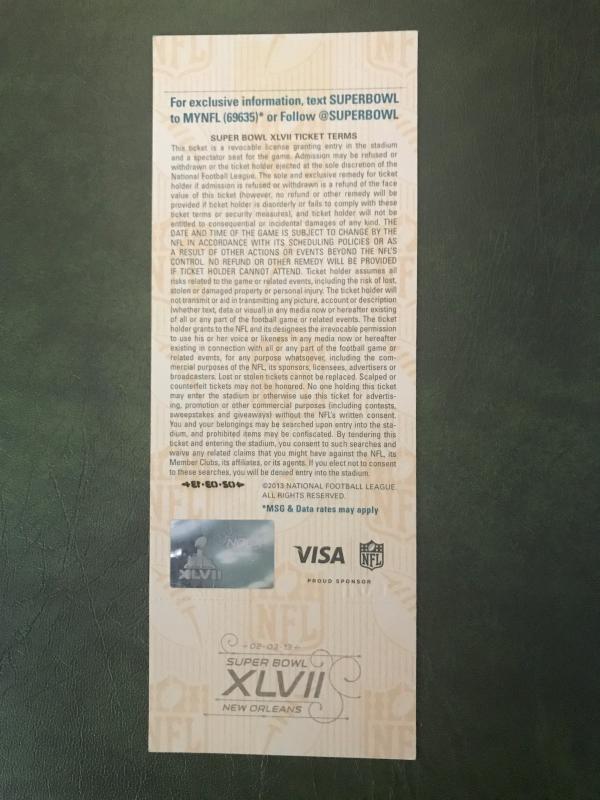 For exclusive information, text SUPERBOWL
to MYNFL (69635)* or Follow @SUPERBOWL
SUPER BOWL XLVII TICKET TERMS
This ticket is a revocable license granting entry in the stadium
and a spectator seat for the game. Admission may be refused or
withdrawn or the ticket holder ejected at the sole discretion of the
National Football League. The sole and exclusive remedy for ticket
holder if admission is refused or withdrawn is a refund of the face
value of this ticket (however, no refund or other remedy will be
provided if ticket holder is disorderly or fails to comply with these
ticket terms or security measures), and ticket holder will not be
entitled to consequential or incidental damages of any kind. THE
DATE AND TIME OF THE GAME IS SUBJECT TO CHANGE BY THE
NFL IN ACCORDANCE WITH ITS SCHEDULING POLICIES OR AS
A RESULT OF OTHER ACTIONS OR EVENTS BEYOND THE NFL'S
CONTROL. NO REFUND OR OTHER REMEDY WILL BE PROVIDED
IF TICKET HOLDER CANNOT ATTEND. Ticket holder assumes all
risks related to the game or related events, including the risk of lost,
stolen or damaged property or personal injury. The ticket holder will
not transmit or aid in transmitting any picture, account or description
(whether text, data or visual) in any media now or hereafter existing
of all or any part of the football game or related events. The ticket
holder grants to the NFL and its designees the irrevocable permission
to use his or her voice or likeness in any media now or hereafter
existing in connection with all or any part of the football game or
related events, for any purpose whatsoever, including the com-
mercial purposes of the NFL, its sponsors, licensees, advertisers or
broadcasters. Lost or stolen tickets cannot be replaced. Scalped or
counterfeit tickets may not be honored. No one holding this ticket
may enter the stadium or otherwise use this ticket for advertis-
ing, promotion or other commercial purposes (including contests,
sweepstakes and giveaways) without the NFL's written consent.
You and your belongings may be searched upon entry into the sta-
dium, and prohibited items may be confiscated. By tendering this
ticket and entering the stadium, you consent to such searches and
waive any related claims that you might have against the NFL, its
Member Clubs, its affiliates, or its agents. If you elect not to consent
to these searches, you will be denied entry into the stadium.
02•03•13
©2013 NATIONAL FOOTBALL LEAGUE.
ALL RIGHTS RESERVED.
*MSG & Data rates may apply
XLVII
VISA
NFL
PROUD SPONSOR
NFL
02-03-13
SUPER BOWL
XLVII
NEW ORLEANS
NFL
NFL